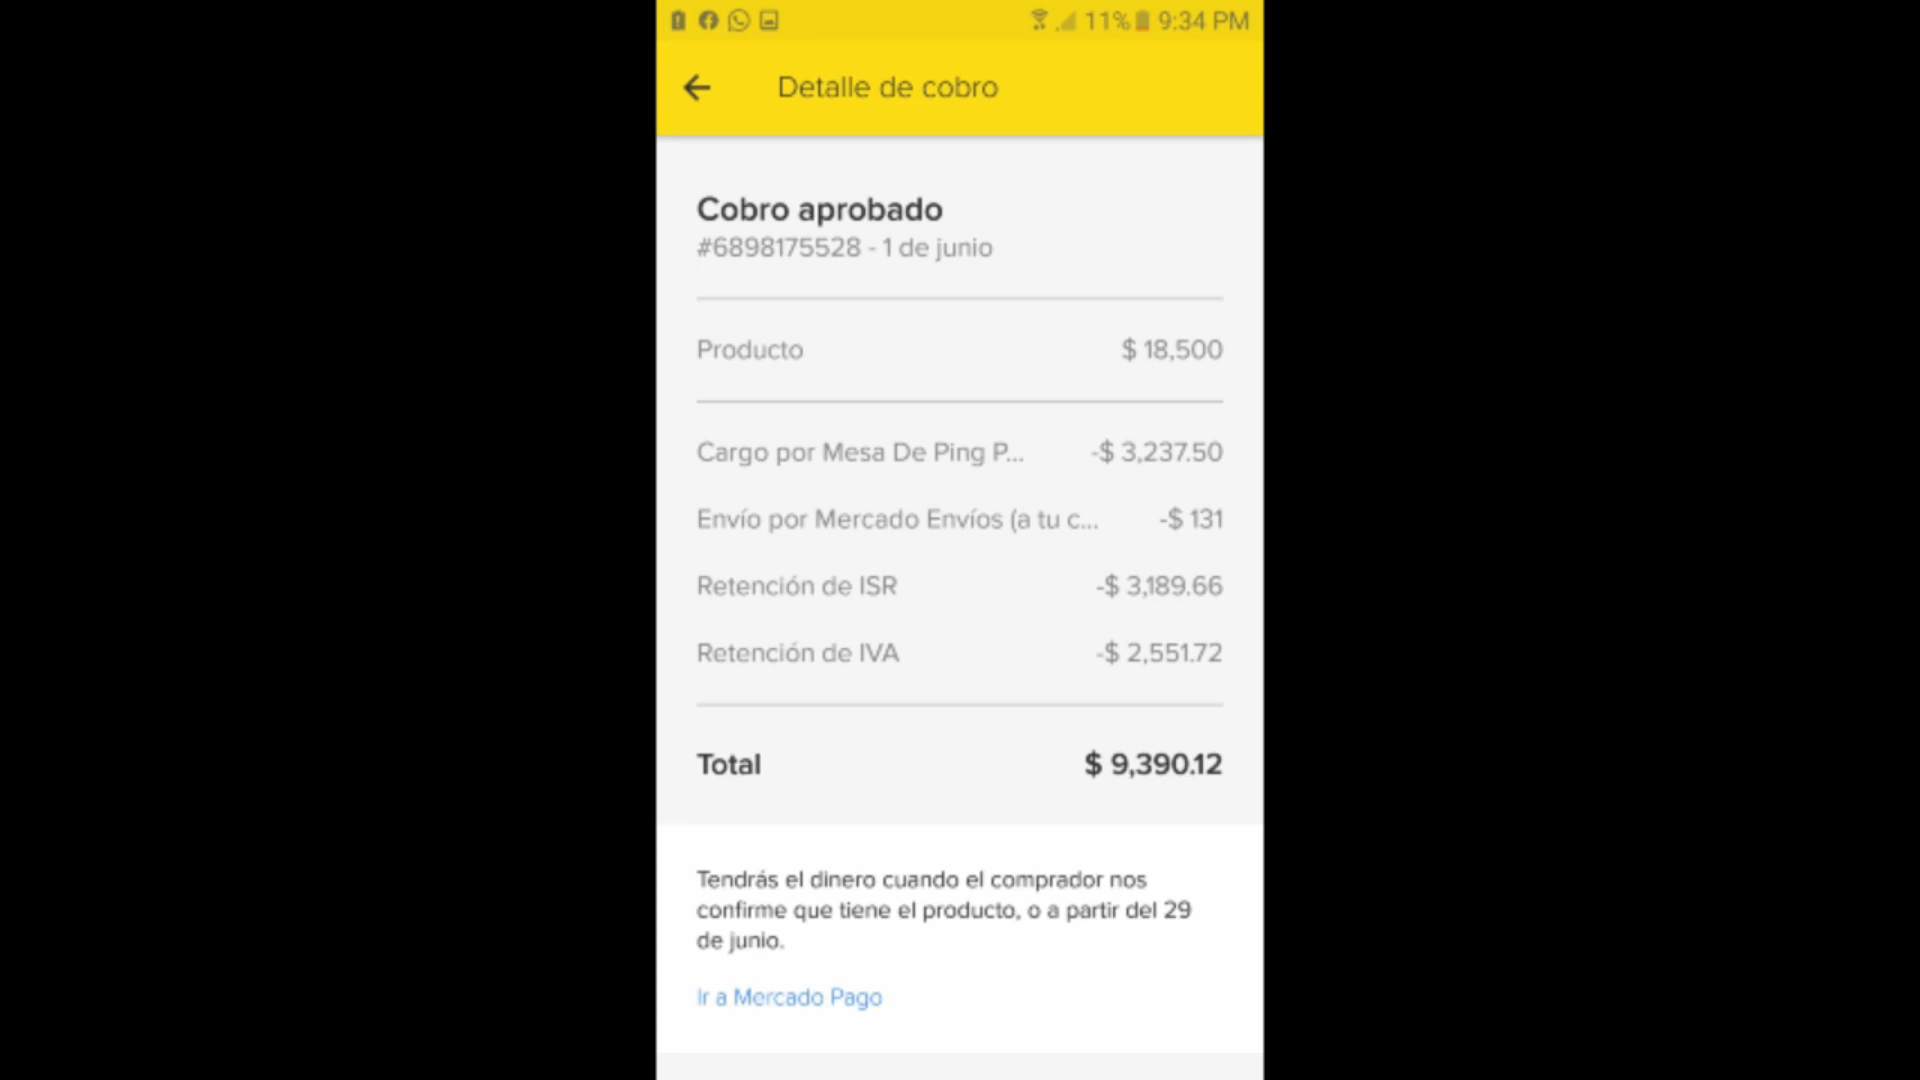 11% 9:34 PM
Detalle de cobro
Cobro aprobado
#6898175528 - 1 de junio
Producto $ 18,500
Cargo por Mesa De Ping P... -$ 3,237.50
Envío por Mercado Envíos (a tu c... -$ 131
Retención de ISR -$ 3,189.66
Retención de IVA -$ 2,551.72
Total $ 9,390.12
Tendrás el dinero cuando el comprador nos
confirme que tiene el producto, o a partir del 29
de junio.
Ir a Mercado Pago